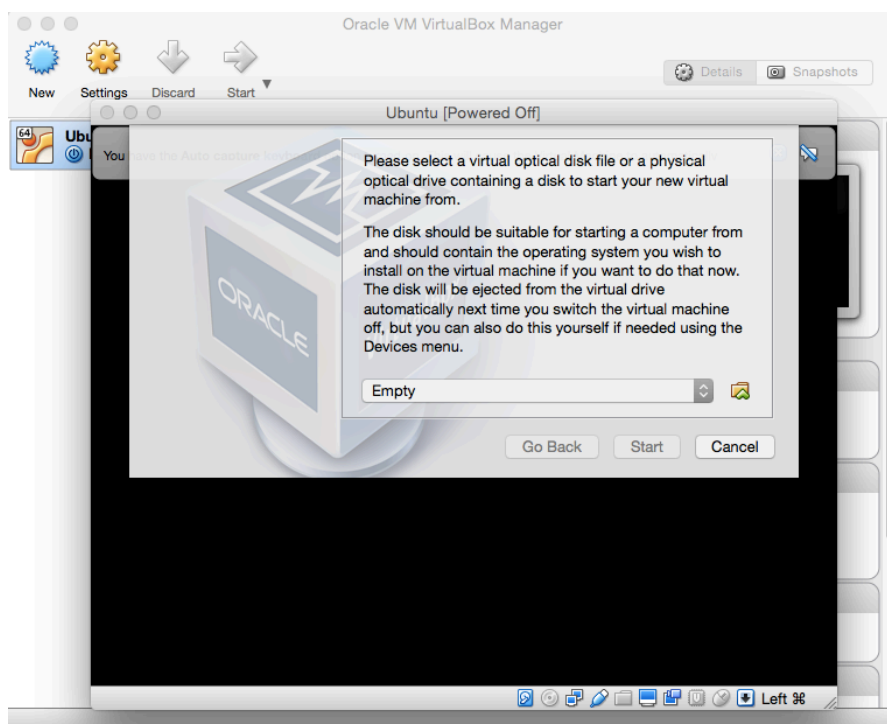 Oracle VM VirtualBox Manager
New Settings Discard Start
Details Snapshots
Ubuntu [Powered Off]
64
Ubu
You have the Auto capture
Please select a virtual optical disk file or a physical
optical drive containing a disk to start your new virtual
machine from.
The disk should be suitable for starting a computer from
and should contain the operating system you wish to
install on the virtual machine if you want to do that now.
The disk will be ejected from the virtual drive
automatically next time you switch the virtual machine
off, but you can also do this yourself if needed using the
Devices menu.
ORACLE
Empty
Go Back Start Cancel
Left ⌘